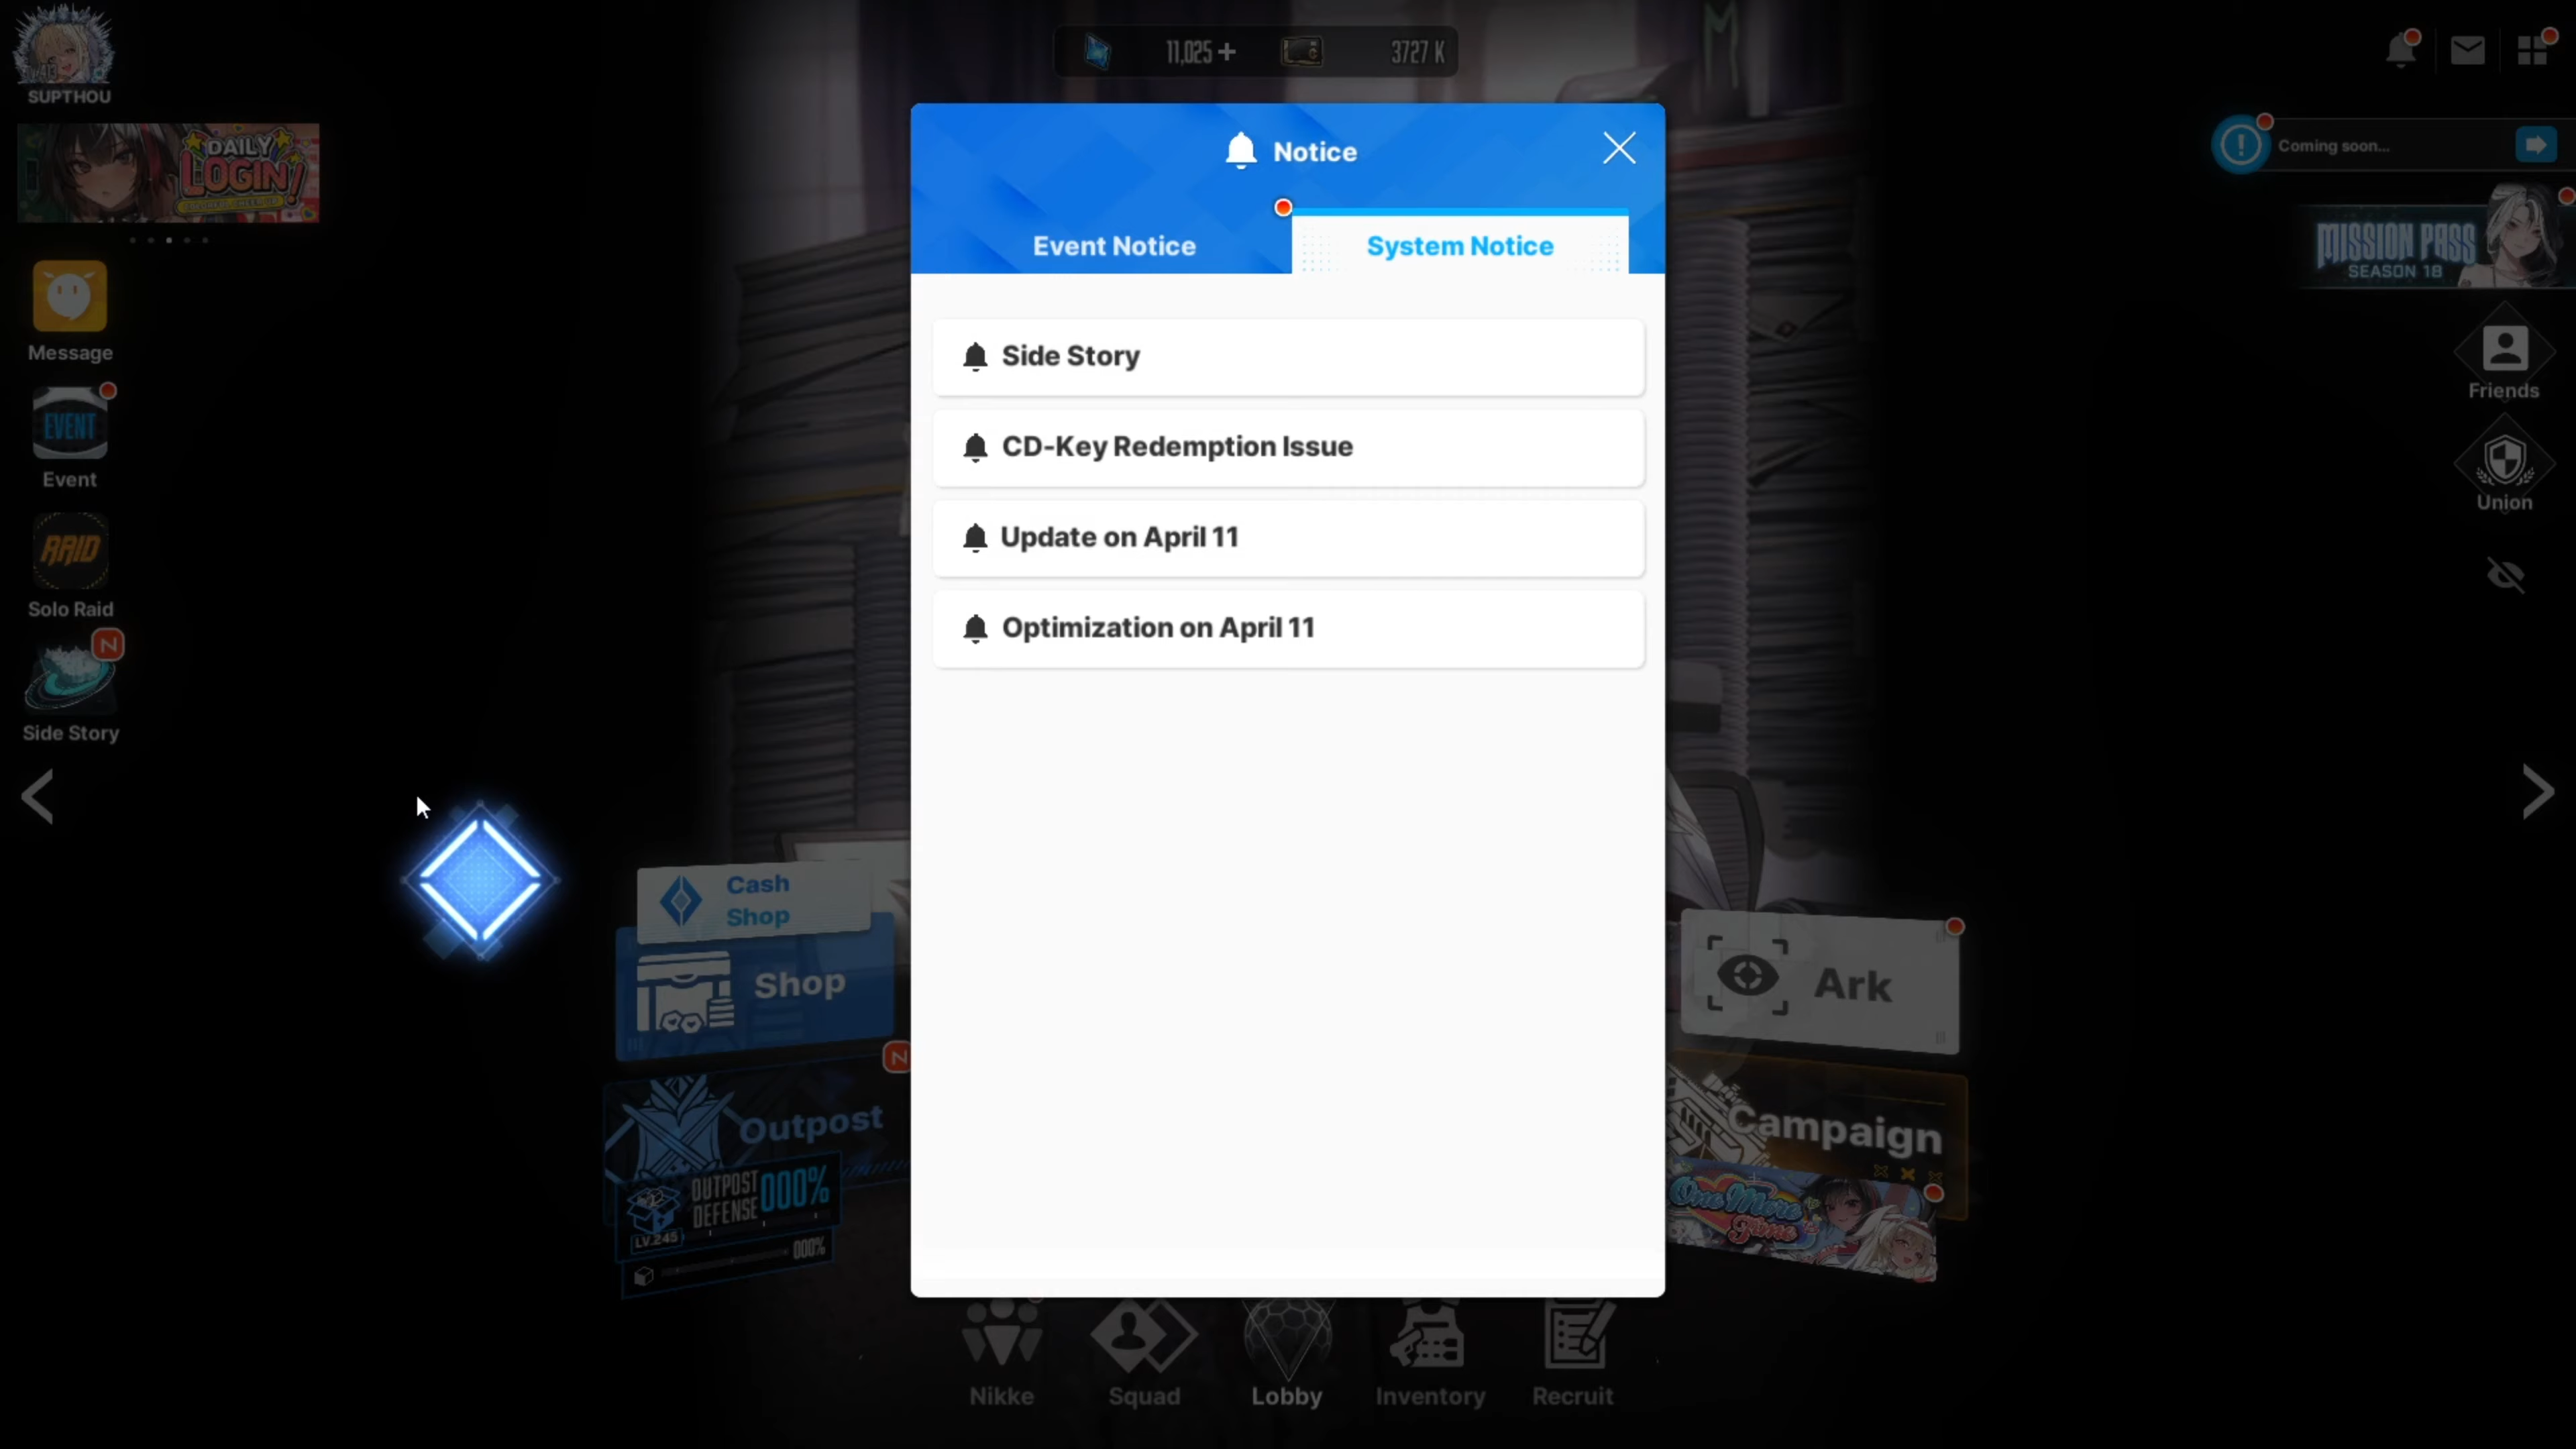 11,025
3727 K
SUPTHOU
DAILY
LOGIN!
Notice
Event Notice
System Notice
Coming soon...
MISSION PASS
SEASON 18
Message
EVENT
Event
RAID
Solo Raid
N
Side Story
Side Story
CD-Key Redemption Issue
Update on April 11
Optimization on April 11
Friends
Union
Cash
Shop
Shop
Ark
N
Outpost
OUTPOST
DEFENSE
000%
LV.245
000%
Campaign
One More
Game
Nikke
Squad
Lobby
Inventory
Recruit